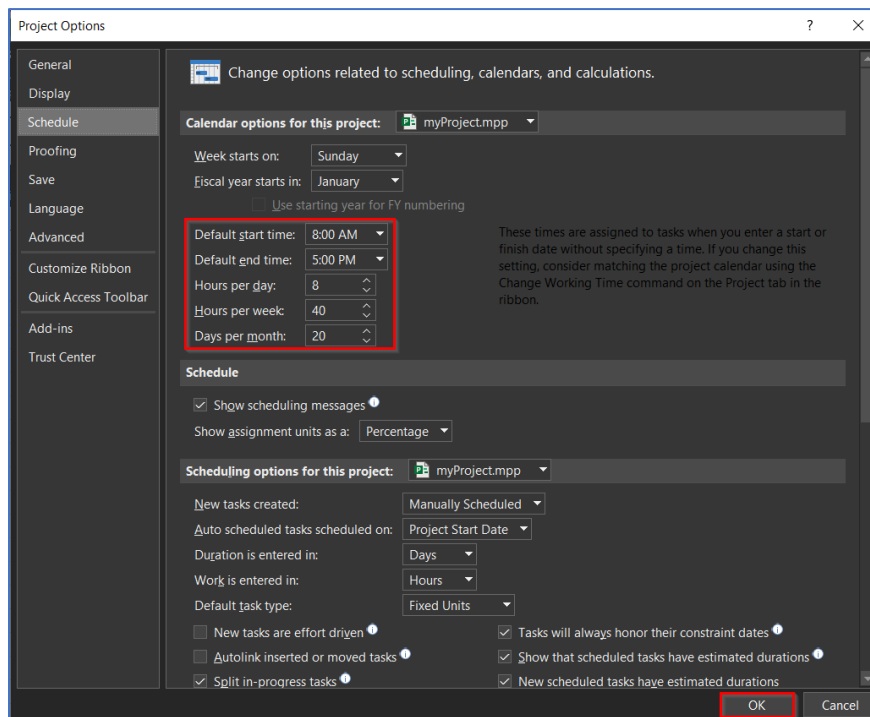 Project Options ?
General
Display
Schedule
Proofing
Save
Language
Advanced
Customize Ribbon
Quick Access Toolbar
Add-ins
Trust Center
Change options related to scheduling, calendars, and calculations.
Calendar options for this project: myProject.mpp
Week starts on: Sunday
Fiscal year starts in: January
Use starting year for FY numbering
Default start time: 8:00 AM
Default end time: 5:00 PM
Hours per day: 8
Hours per week: 40
Days per month: 20
These times are assigned to tasks when you enter a start or
finish date without specifying a time. If you change this
setting, consider matching the project calendar using the
Change Working Time command on the Project tab in the
ribbon.
Schedule
Show scheduling messages
Show assignment units as a: Percentage
Scheduling options for this project: myProject.mpp
New tasks created: Manually Scheduled
Auto scheduled tasks scheduled on: Project Start Date
Duration is entered in: Days
Work is entered in: Hours
Default task type: Fixed Units
New tasks are effort driven
Autolink inserted or moved tasks
Split in-progress tasks
Tasks will always honor their constraint dates
Show that scheduled tasks have estimated durations
New scheduled tasks have estimated durations
OK Cancel